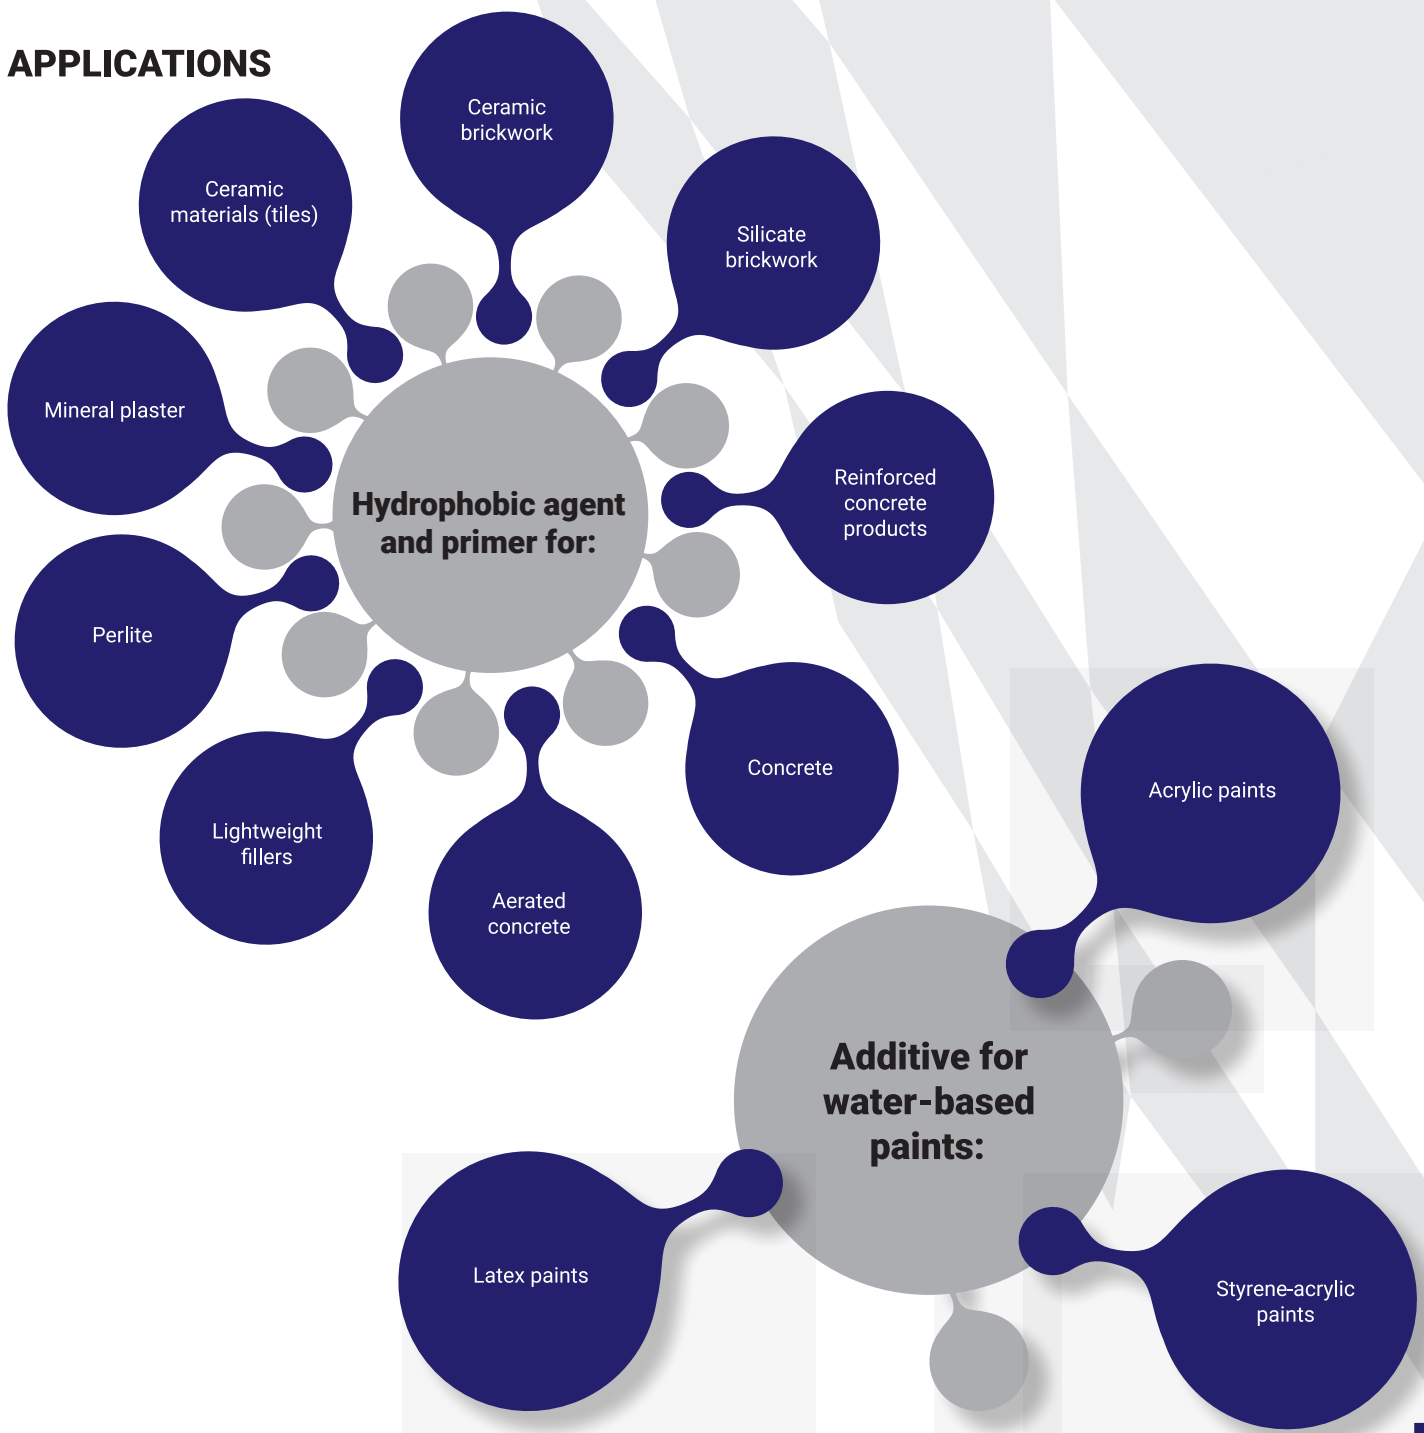 APPLICATIONS
Ceramic
brickwork
Ceramic
materials (tiles)
Silicate
brickwork
Mineral plaster
Reinforced
concrete
products
Hydrophobic agent
and primer for:
Perlite
Concrete
Lightweight
fillers
Aerated
concrete
Acrylic paints
Additive for
water-based
paints:
Latex paints
Styrene-acrylic
paints